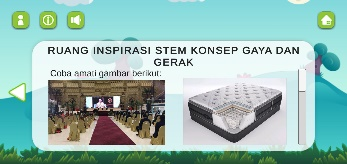 RUANG INSPIRASI STEM KONSEP GAYA DAN
GERAK
Coba amati gambar berikut: